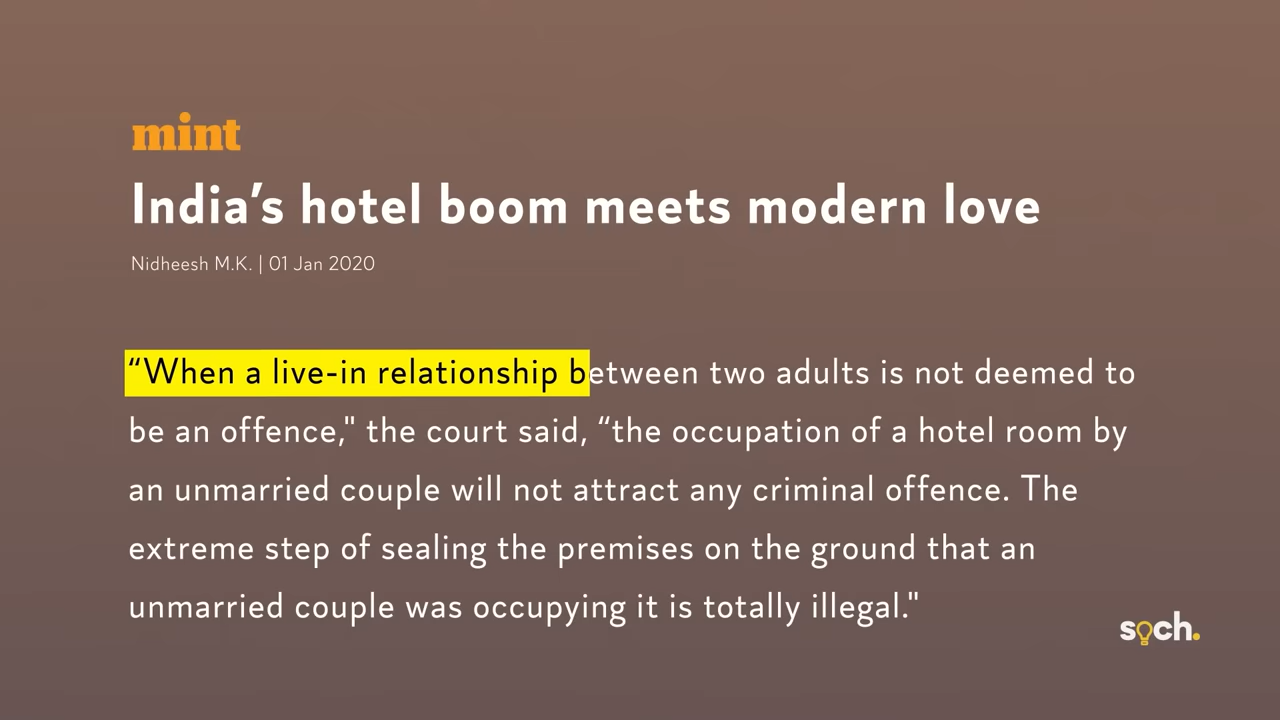 mint
India’s hotel boom meets modern love
Nidheesh M.K. | 01 Jan 2020
“When a live-in relationship between two adults is not deemed to
be an offence," the court said, “the occupation of a hotel room by
an unmarried couple will not attract any criminal offence. The
extreme step of sealing the premises on the ground that an
unmarried couple was occupying it is totally illegal."
soch.